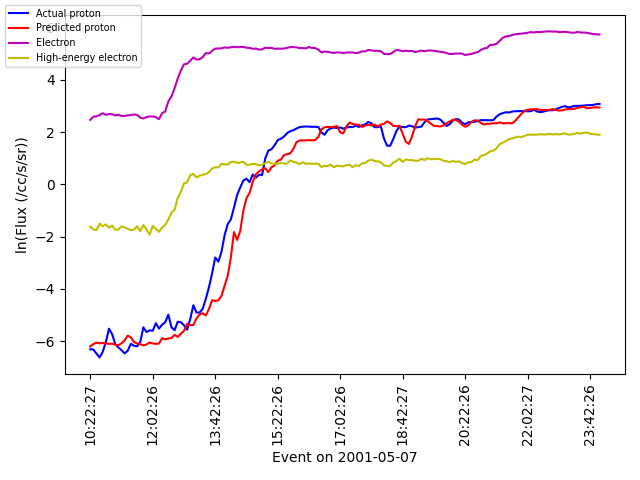 Actual proton
Predicted proton
Electron
High-energy electron
4
2
0
−2
−4
−6
ln(Flux (/cc/s/sr))
10:22:27
12:02:26
13:42:26
15:22:26
17:02:26
18:42:27
20:22:26
22:02:27
23:42:26
Event on 2001-05-07